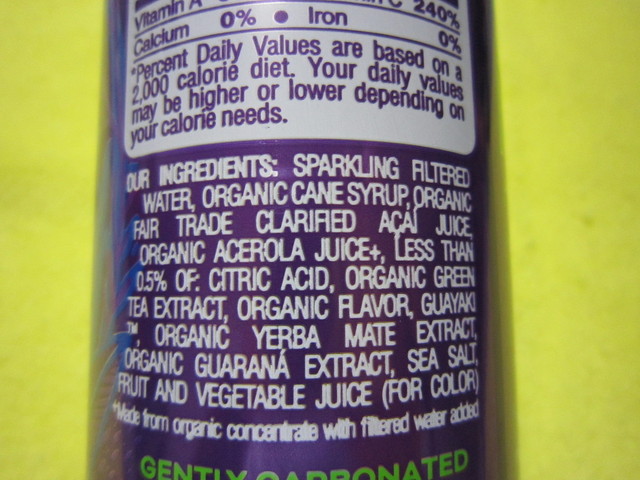 Vitamin A C 240%
Calcium 0% • Iron 0%
*Percent Daily Values are based on a
2,000 calorie diet. Your daily values
may be higher or lower depending on
your calorie needs.
OUR INGREDIENTS: SPARKLING FILTERED
WATER, ORGANIC CANE SYRUP, ORGANIC
FAIR TRADE CLARIFIED AÇAÍ JUICE,
ORGANIC ACEROLA JUICE+, LESS THAN
0.5% OF: CITRIC ACID, ORGANIC GREEN
TEA EXTRACT, ORGANIC FLAVOR, GUAYAKI
™, ORGANIC YERBA MATE EXTRACT,
ORGANIC GUARANÁ EXTRACT, SEA SALT,
FRUIT AND VEGETABLE JUICE (FOR COLOR)
+Made from organic concentrate with filtered water added
GENTLY CARBONATED